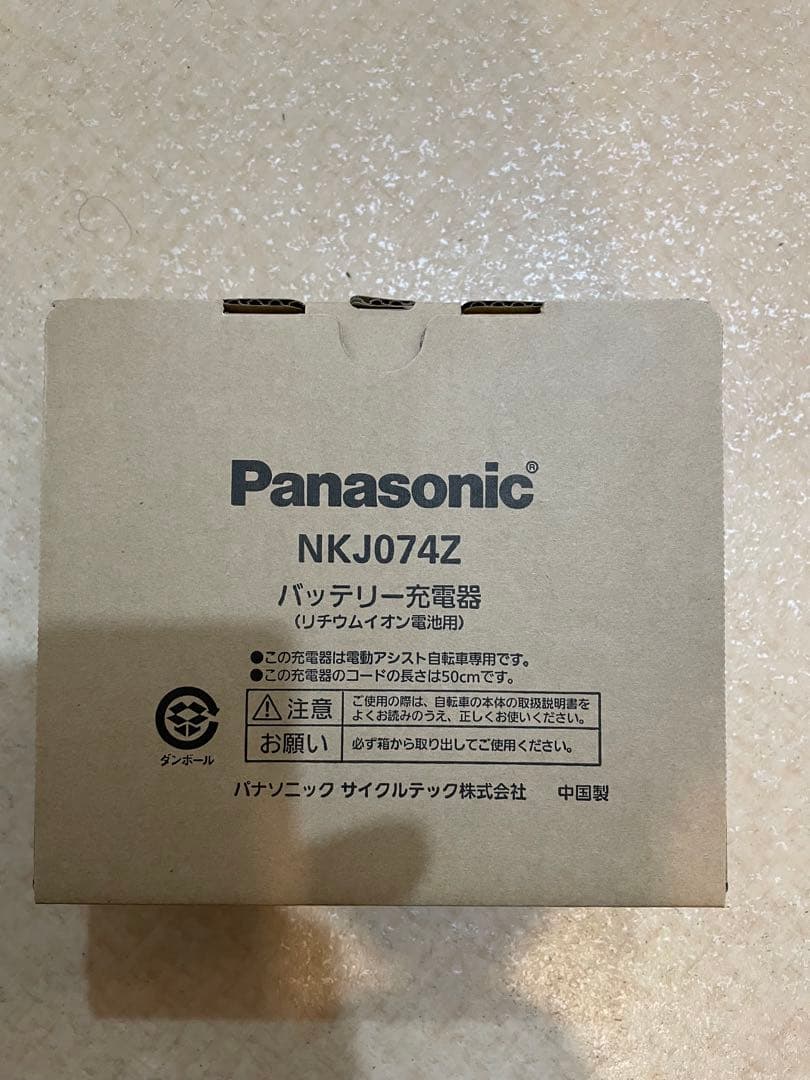 Panasonic®
NKJ074Z
バッテリー充電器
(リチウムイオン電池用)
●この充電器は電動アシスト自転車専用です。
●この充電器のコードの長さは50cmです。
注意
ご使用の際は、自転車の本体の取扱説明書を
よくお読みのうえ、正しくお使いください。
お願い
必ず箱から取り出してご使用ください。
ダンボール
パナソニック サイクルテック株式会社 中国製